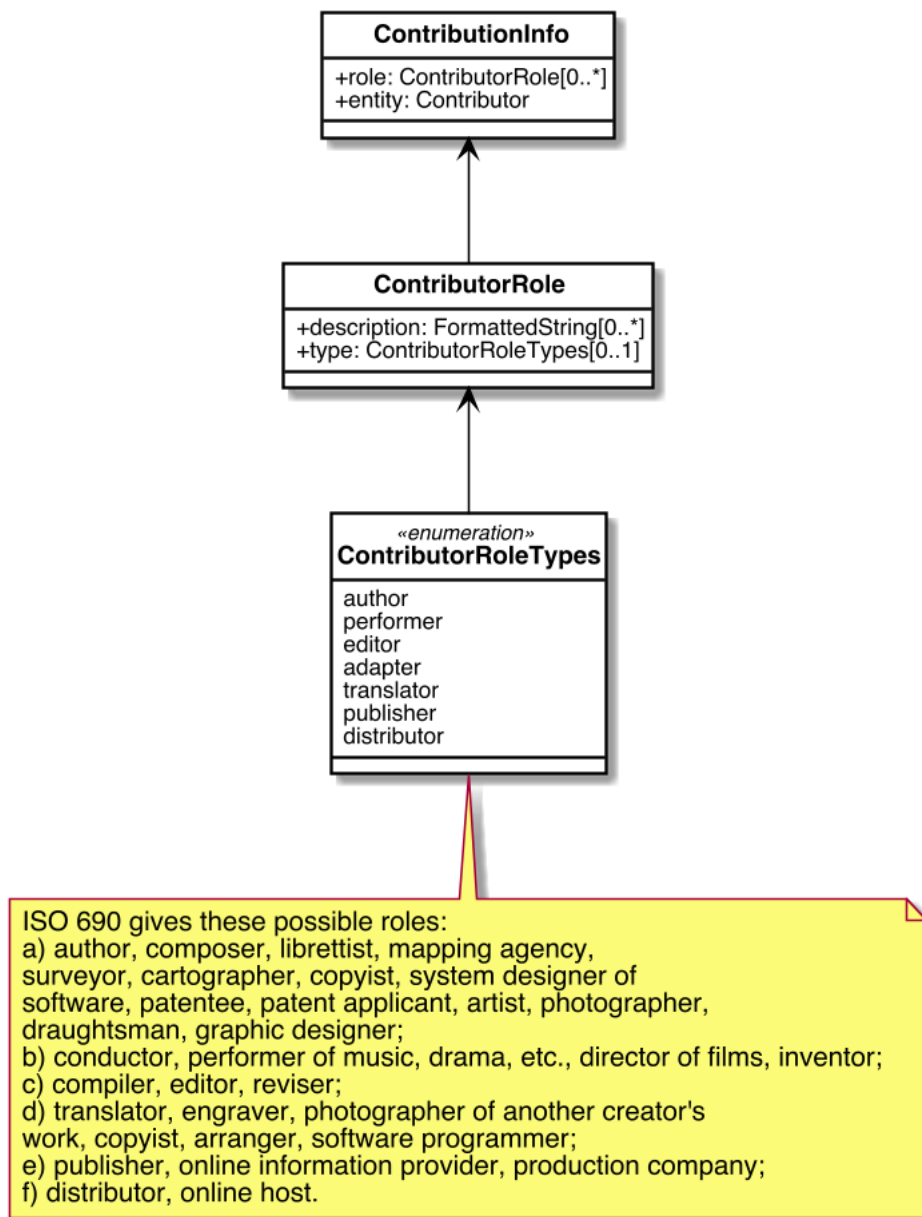 ContributionInfo
+role: ContributorRole[0..*]
+entity: Contributor
ContributorRole
+description: FormattedString[0..*]
+type: ContributorRoleTypes[0..1]
«enumeration»
ContributorRoleTypes
author
performer
editor
adapter
translator
publisher
distributor
ISO 690 gives these possible roles:
a) author, composer, librettist, mapping agency,
surveyor, cartographer, copyist, system designer of
software, patentee, patent applicant, artist, photographer,
draughtsman, graphic designer;
b) conductor, performer of music, drama, etc., director of films, inventor;
c) compiler, editor, reviser;
d) translator, engraver, photographer of another creator's
work, copyist, arranger, software programmer;
e) publisher, online information provider, production company;
f) distributor, online host.